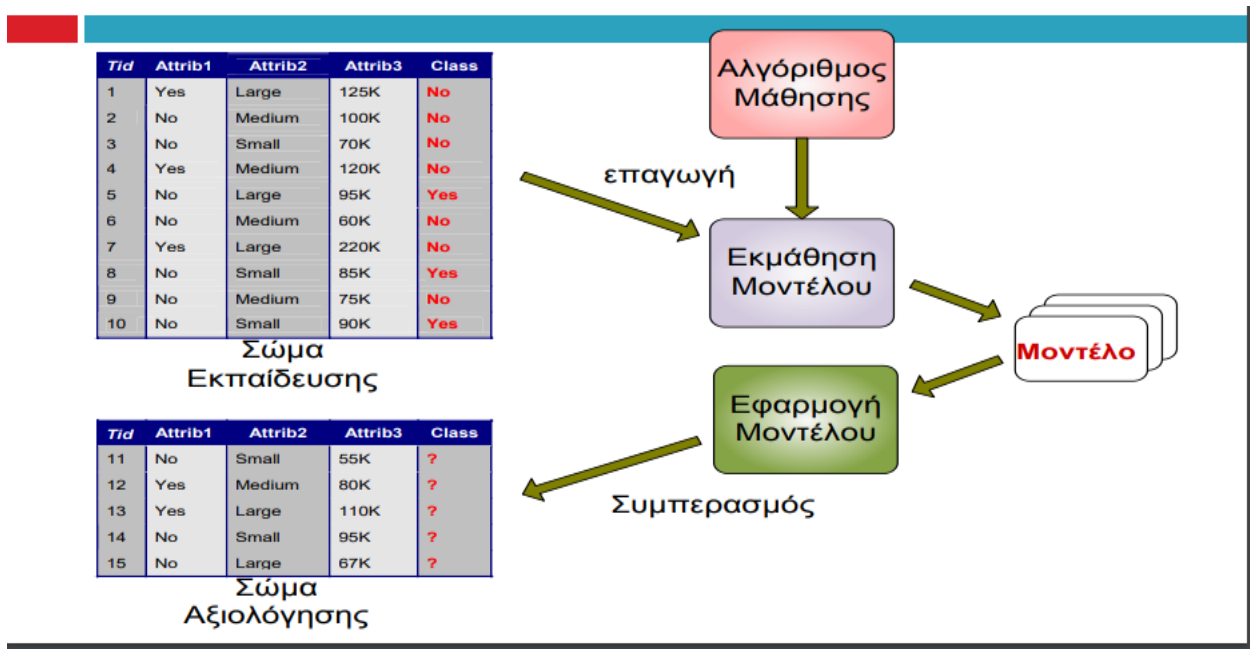 Tid Attrib1 Attrib2 Attrib3 Class
1 Yes Large 125K No
2 No Medium 100K No
3 No Small 70K No
4 Yes Medium 120K No
5 No Large 95K Yes
6 No Medium 60K No
7 Yes Large 220K No
8 No Small 85K Yes
9 No Medium 75K No
10 No Small 90K Yes
Σώμα
Εκπαίδευσης
Αλγόριθμος
Μάθησης
επαγωγή
Εκμάθηση
Μοντέλου
Μοντέλο
Εφαρμογή
Μοντέλου
Συμπερασμός
Tid Attrib1 Attrib2 Attrib3 Class
11 No Small 55K ?
12 Yes Medium 80K ?
13 Yes Large 110K ?
14 No Small 95K ?
15 No Large 67K ?
Σώμα
Αξιολόγησης